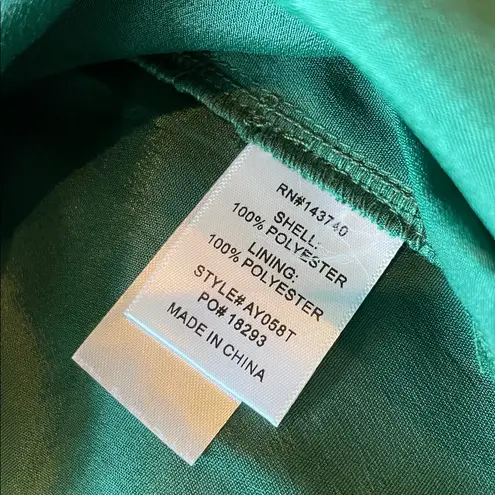 RN#143740
SHELL:
100% POLYESTER
LINING:
100% POLYESTER
STYLE#AY058T
PO# 18293
MADE IN CHINA